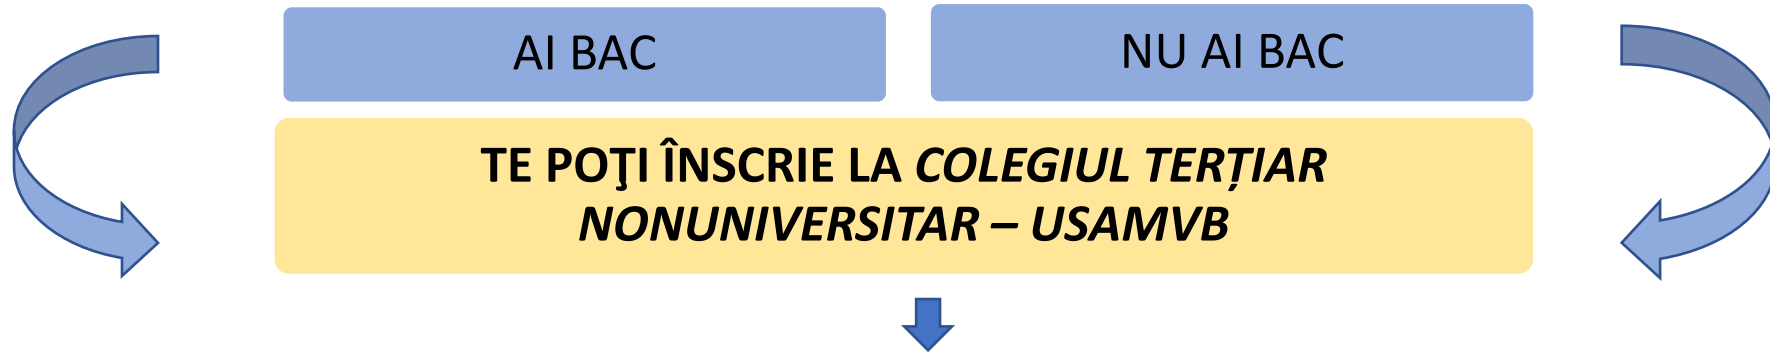 AI BAC
NU AI BAC
TE POŢI ÎNSCRIE LA COLEGIUL TERȚIAR
NONUNIVERSITAR – USAMVB